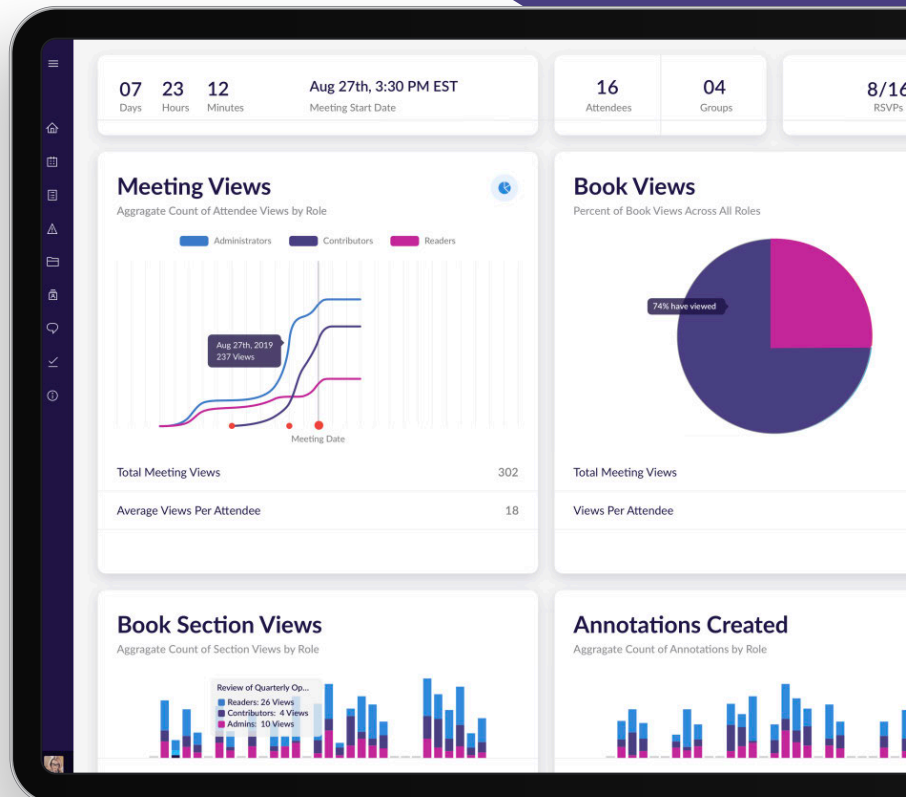 07 23 12
Days Hours Minutes
Aug 27th, 3:30 PM EST
Meeting Start Date
16
Attendees
04
Groups
8/16
RSVPs
Meeting Views
Aggragate Count of Attendee Views by Role
Administrators Contributors Readers
Aug 27th, 2019
237 Views
Meeting Date
Total Meeting Views 302
Average Views Per Attendee 18
Book Views
Percent of Book Views Across All Roles
74% have viewed
Total Meeting Views
Views Per Attendee
Book Section Views
Aggragate Count of Section Views by Role
Review of Quarterly Op...
Readers: 26 Views
Contributors: 4 Views
Admins: 10 Views
Annotations Created
Aggragate Count of Annotations by Role